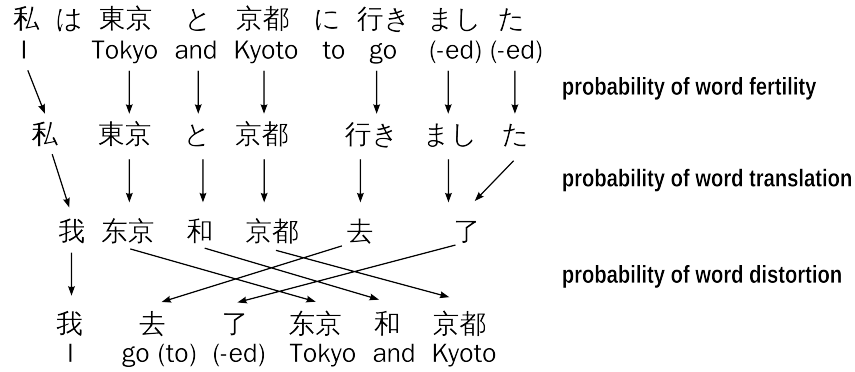 私 は 東京 と 京都 に 行き まし た
I Tokyo and Kyoto to go (-ed) (-ed)
probability of word fertility
私 東京 と 京都 行き まし た
probability of word translation
我 东京 和 京都 去 了
probability of word distortion
我 去 了 东京 和 京都
I go (to) (-ed) Tokyo and Kyoto